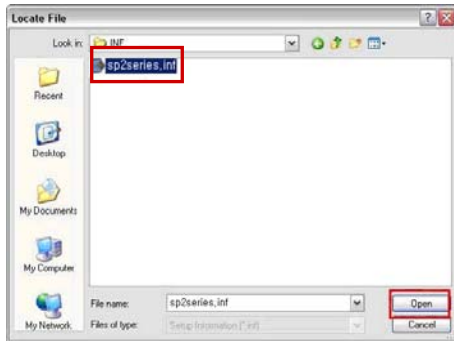 Locate File
Look in: INF
sp2series.inf
Recent
Desktop
My Documents
My Computer
My Network
File name: sp2series.inf Open
Files of type: Setup Information (*.inf) Cancel